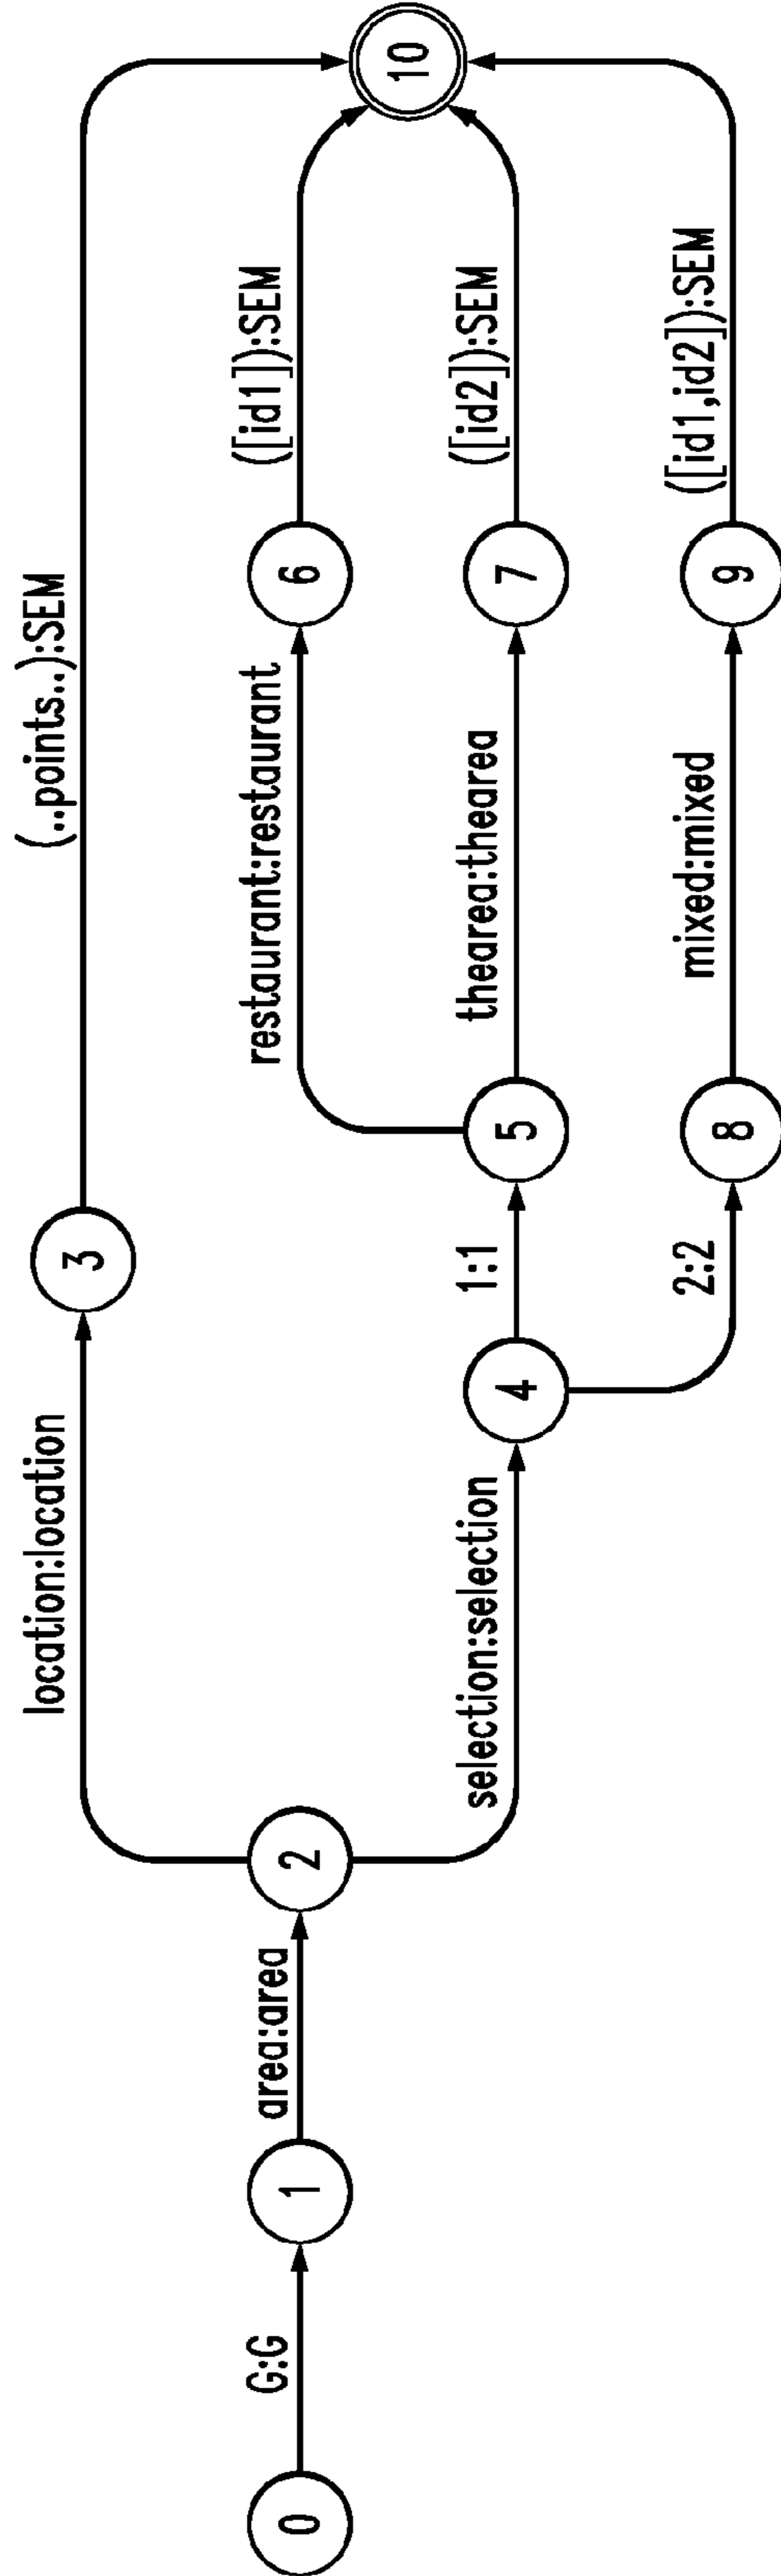 0
G:G
1
area:area
2
location:location
3
(..points..):SEM
selection:selection
4
1:1
5
restaurant:restaurant
6
([id1]):SEM
thearea:thearea
7
([id2]):SEM
2:2
8
mixed:mixed
9
([id1,id2]):SEM
10